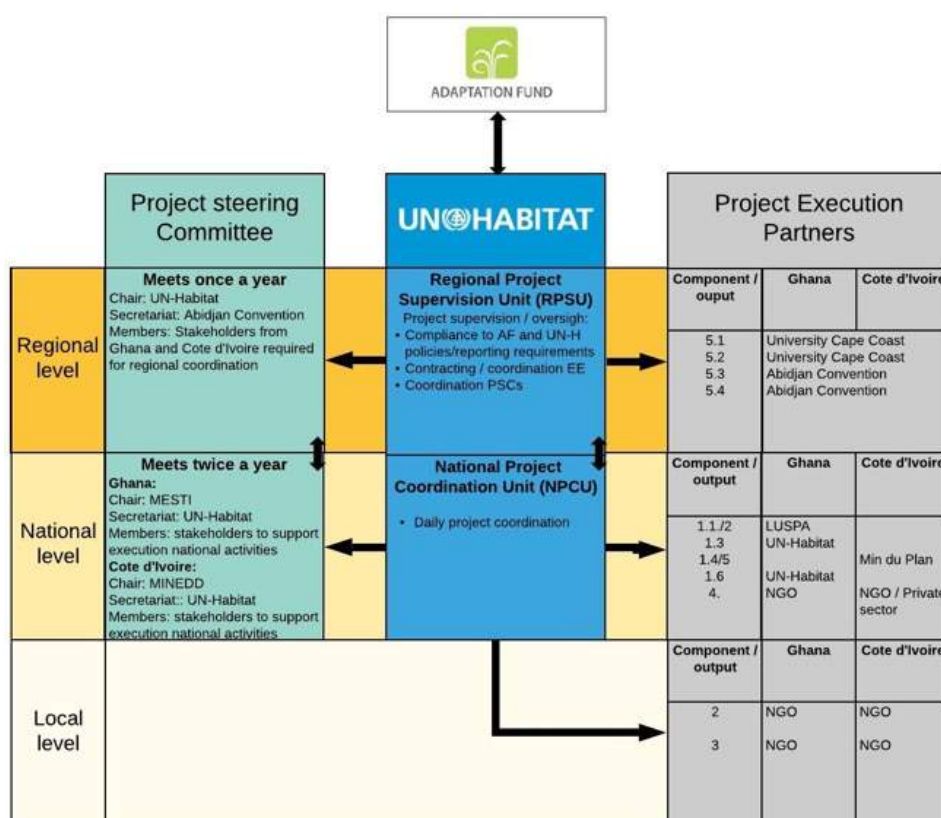 ADAPTATION FUND
Project steering
Committee
UN HABITAT
Project Execution
Partners
Regional
level
Meets once a year
Chair: UN-Habitat
Secretariat: Abidjan Convention
Members: Stakeholders from
Ghana and Cote d'Ivoire required
for regional coordination
Regional Project
Supervision Unit (RPSU)
Project supervision / oversigh:
• Compliance to AF and UN-H
policies/reporting requirements
• Contracting / coordination EE
• Coordination PSCs
Component / Ghana Cote d'Ivoire
ouput
5.1 University Cape Coast
5.2 University Cape Coast
5.3 Abidjan Convention
5.4 Abidjan Convention
National
level
Meets twice a year
Ghana:
Chair: MESTI
Secretariat: UN-Habitat
Members: stakeholders to support
execution national activities
Cote d'Ivoire:
Chair: MINEDD
Secretariat:: UN-Habitat
Members: stakeholders to support
execution national activities
National Project
Coordination Unit (NPCU)
• Daily project coordination
Component / Ghana Cote d'Ivoire
output
1.1./2 LUSPA
1.3 UN-Habitat
1.4/5 Min du Plan
1.6 UN-Habitat
4. NGO NGO / Private
sector
Local
level
Component / Ghana Cote d'Ivoire
output
2 NGO NGO
3 NGO NGO